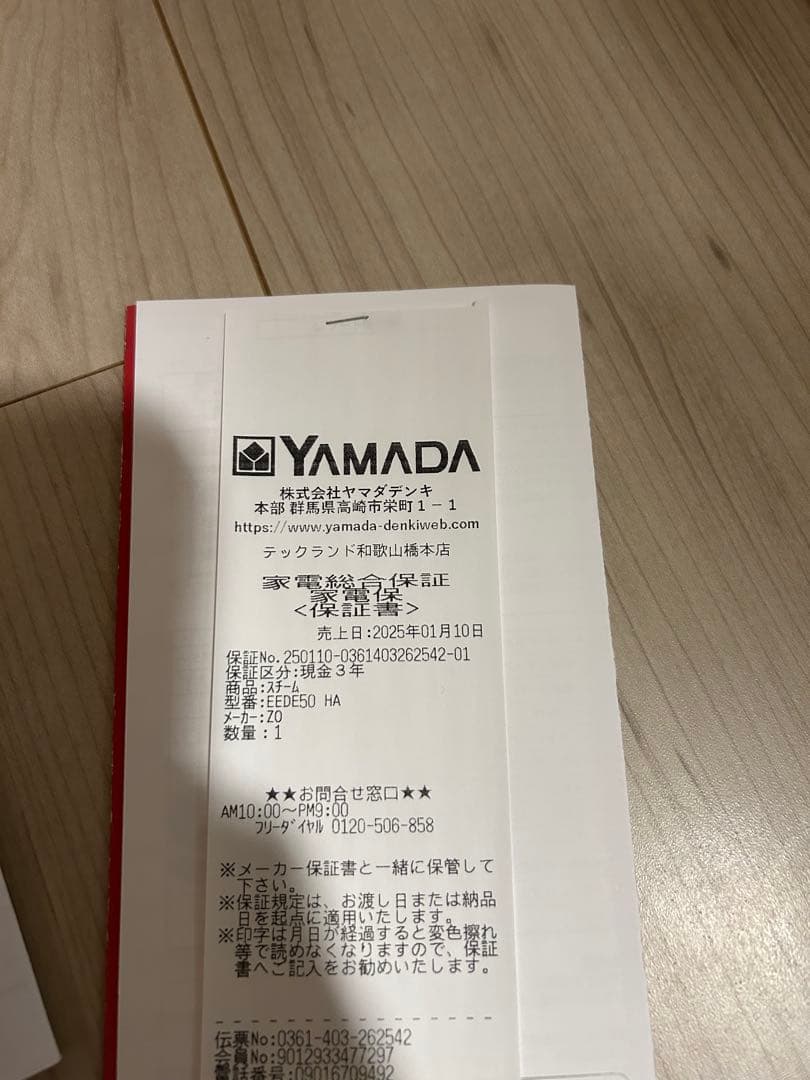 YAMADA
株式会社ヤマダデンキ
本部 群馬県高崎市栄町1-1
https://www.yamada-denkiweb.com
テックランド和歌山橋本店
家電総合保証
家電保
<保証書>
売上日:2025年01月10日
保証No.250110-0361403262542-01
保証区分:現金3年
商品:ｽﾁｰﾑ
型番:EEDE50 HA
ﾒｰｶｰ:ZO
数量:1
★★お問合せ窓口★★
AM10:00～PM9:00
ﾌﾘｰﾀﾞｲﾔﾙ 0120-506-858
※メーカー保証書と一緒に保管して
下さい。
※保証規定は、お渡し日または納品
日を起点に適用いたします。
※印字は月日が経過すると変色擦れ
等で読めなくなりますので、保証
書へご記入をお勧めいたします。
伝票No:0361-403-262542
会員No:9012933477297
電話番号:09016709492